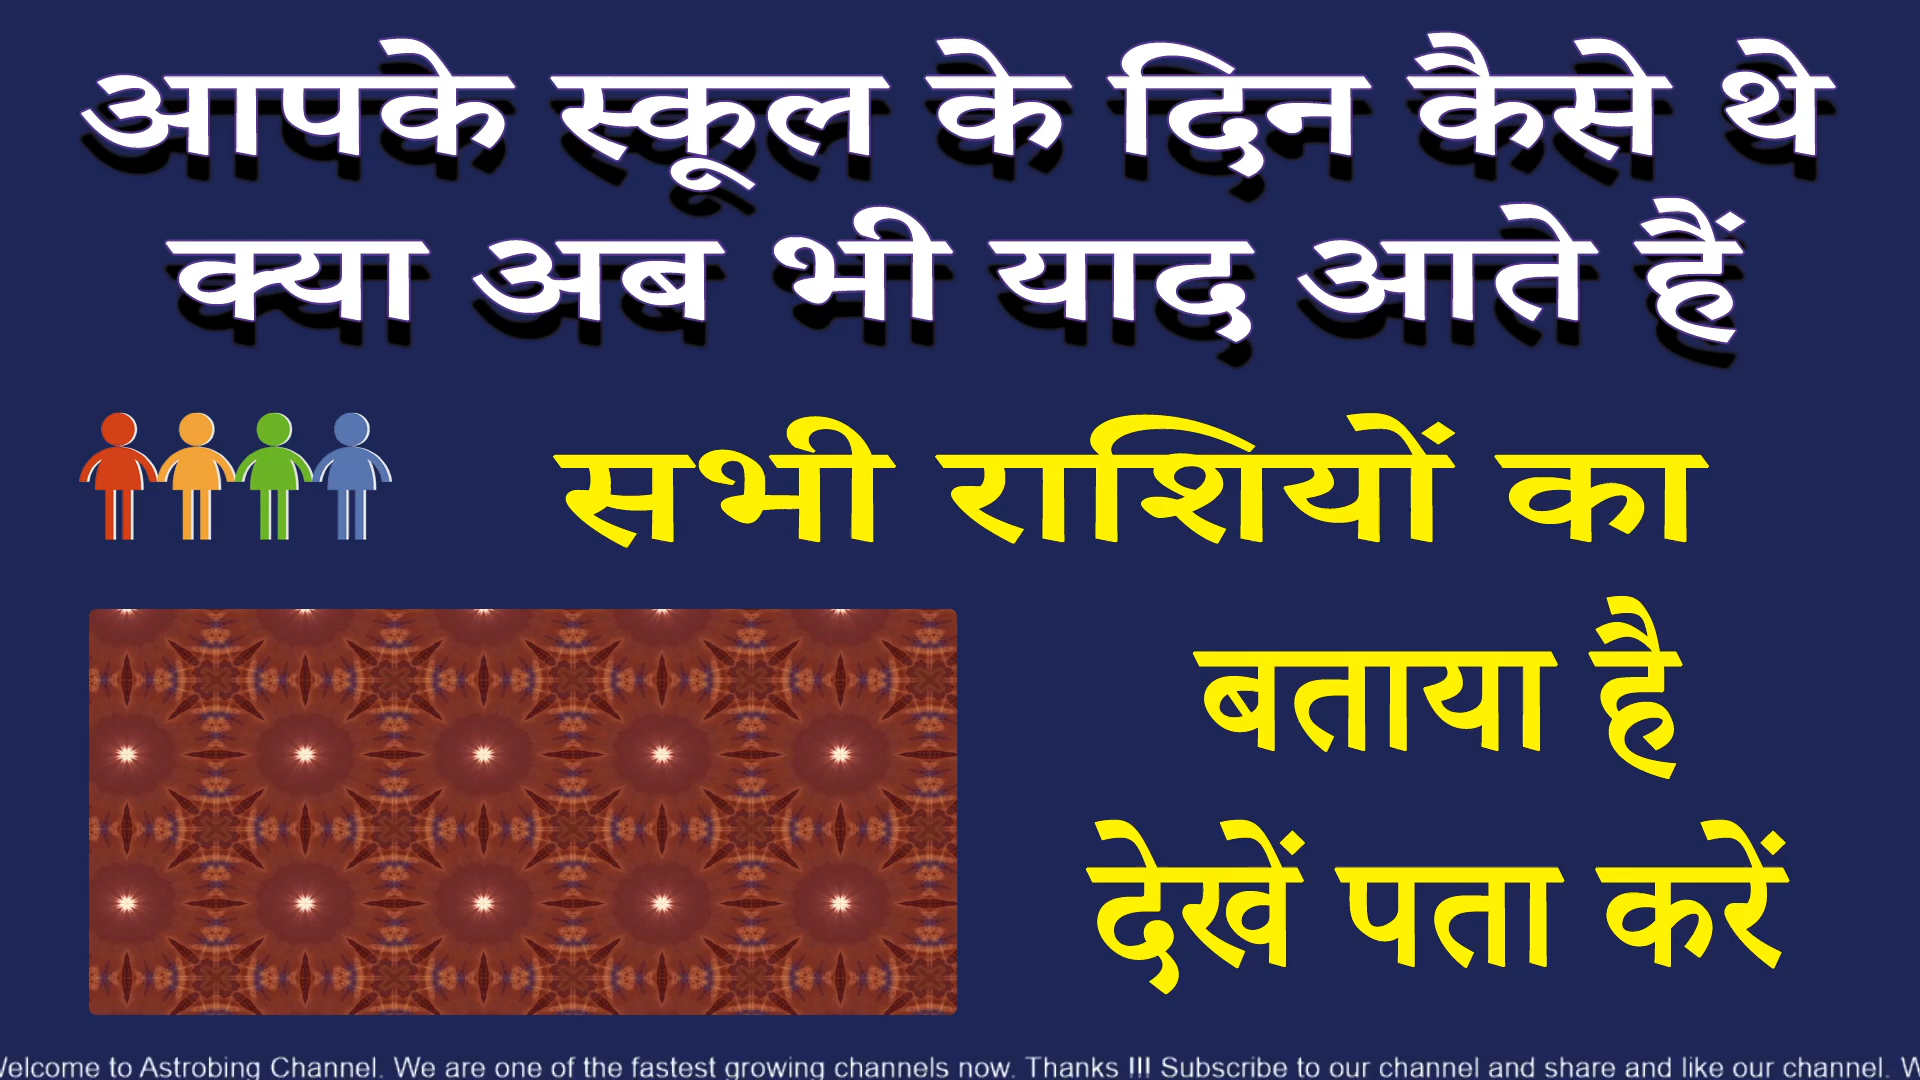 आपके स्कूल के दिन कैसे थे
क्या अब भी याद आते हैं
सभी राशियों का
बताया है
देखें पता करें
elcome to Astrobing Channel. We are one of the fastest growing channels now. Thanks !!! Subscribe to our channel and share and like our channel. W